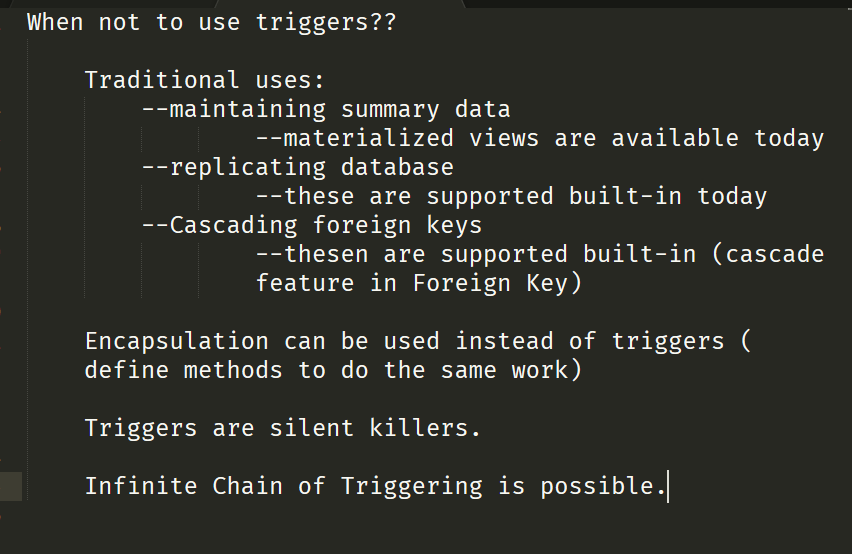 When not to use triggers??
Traditional uses:
--maintaining summary data
--materialized views are available today
--replicating database
--these are supported built-in today
--Cascading foreign keys
--thesen are supported built-in (cascade
feature in Foreign Key)
Encapsulation can be used instead of triggers (
define methods to do the same work)
Triggers are silent killers.
Infinite Chain of Triggering is possible.